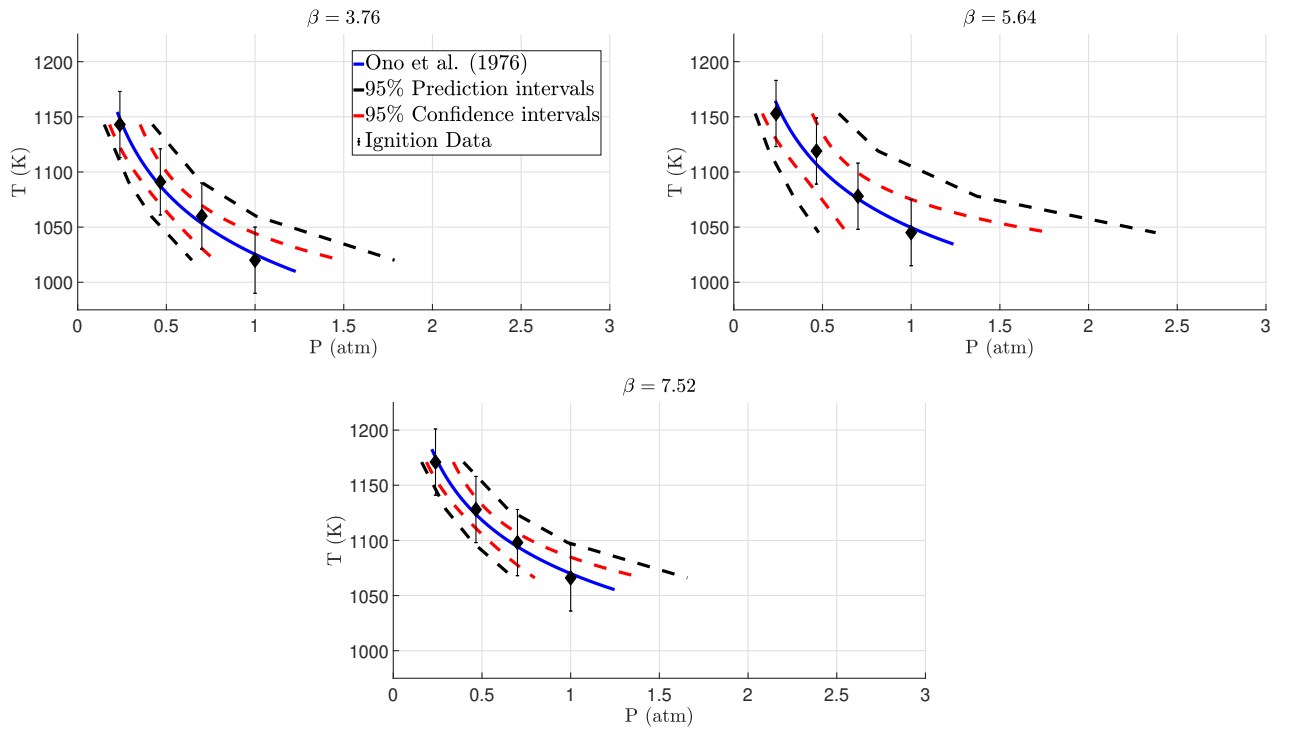 β = 3.76
1200
1150
1100
1050
1000
T (K)
0 0.5 1 1.5 2 2.5 3
P (atm)
Ono et al. (1976)
95% Prediction intervals
95% Confidence intervals
Ignition Data
β = 5.64
1200
1150
1100
1050
1000
T (K)
0 0.5 1 1.5 2 2.5 3
P (atm)
β = 7.52
1200
1150
1100
1050
1000
T (K)
0 0.5 1 1.5 2 2.5 3
P (atm)